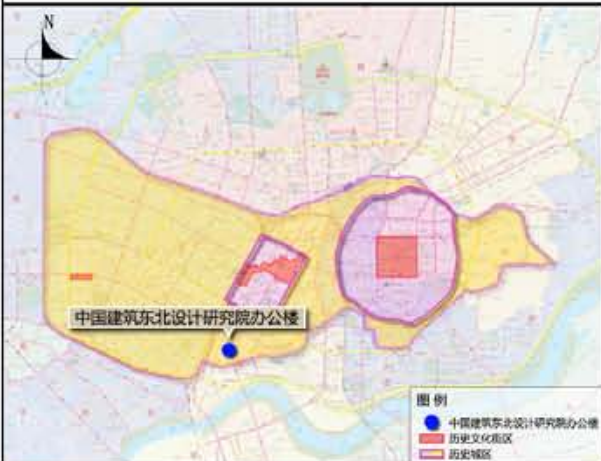 N
中国建筑东北设计研究院办公楼
图例
中国建筑东北设计研究院办公楼
历史文化街区
历史城区